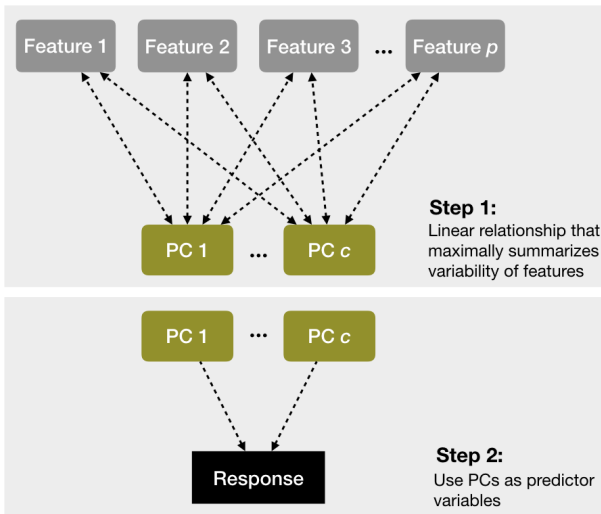 Feature 1 Feature 2 Feature 3 ... Feature p
Step 1:
Linear relationship that
maximally summarizes
variability of features
PC 1 ... PC c
PC 1 ... PC c
Response
Step 2:
Use PCs as predictor
variables